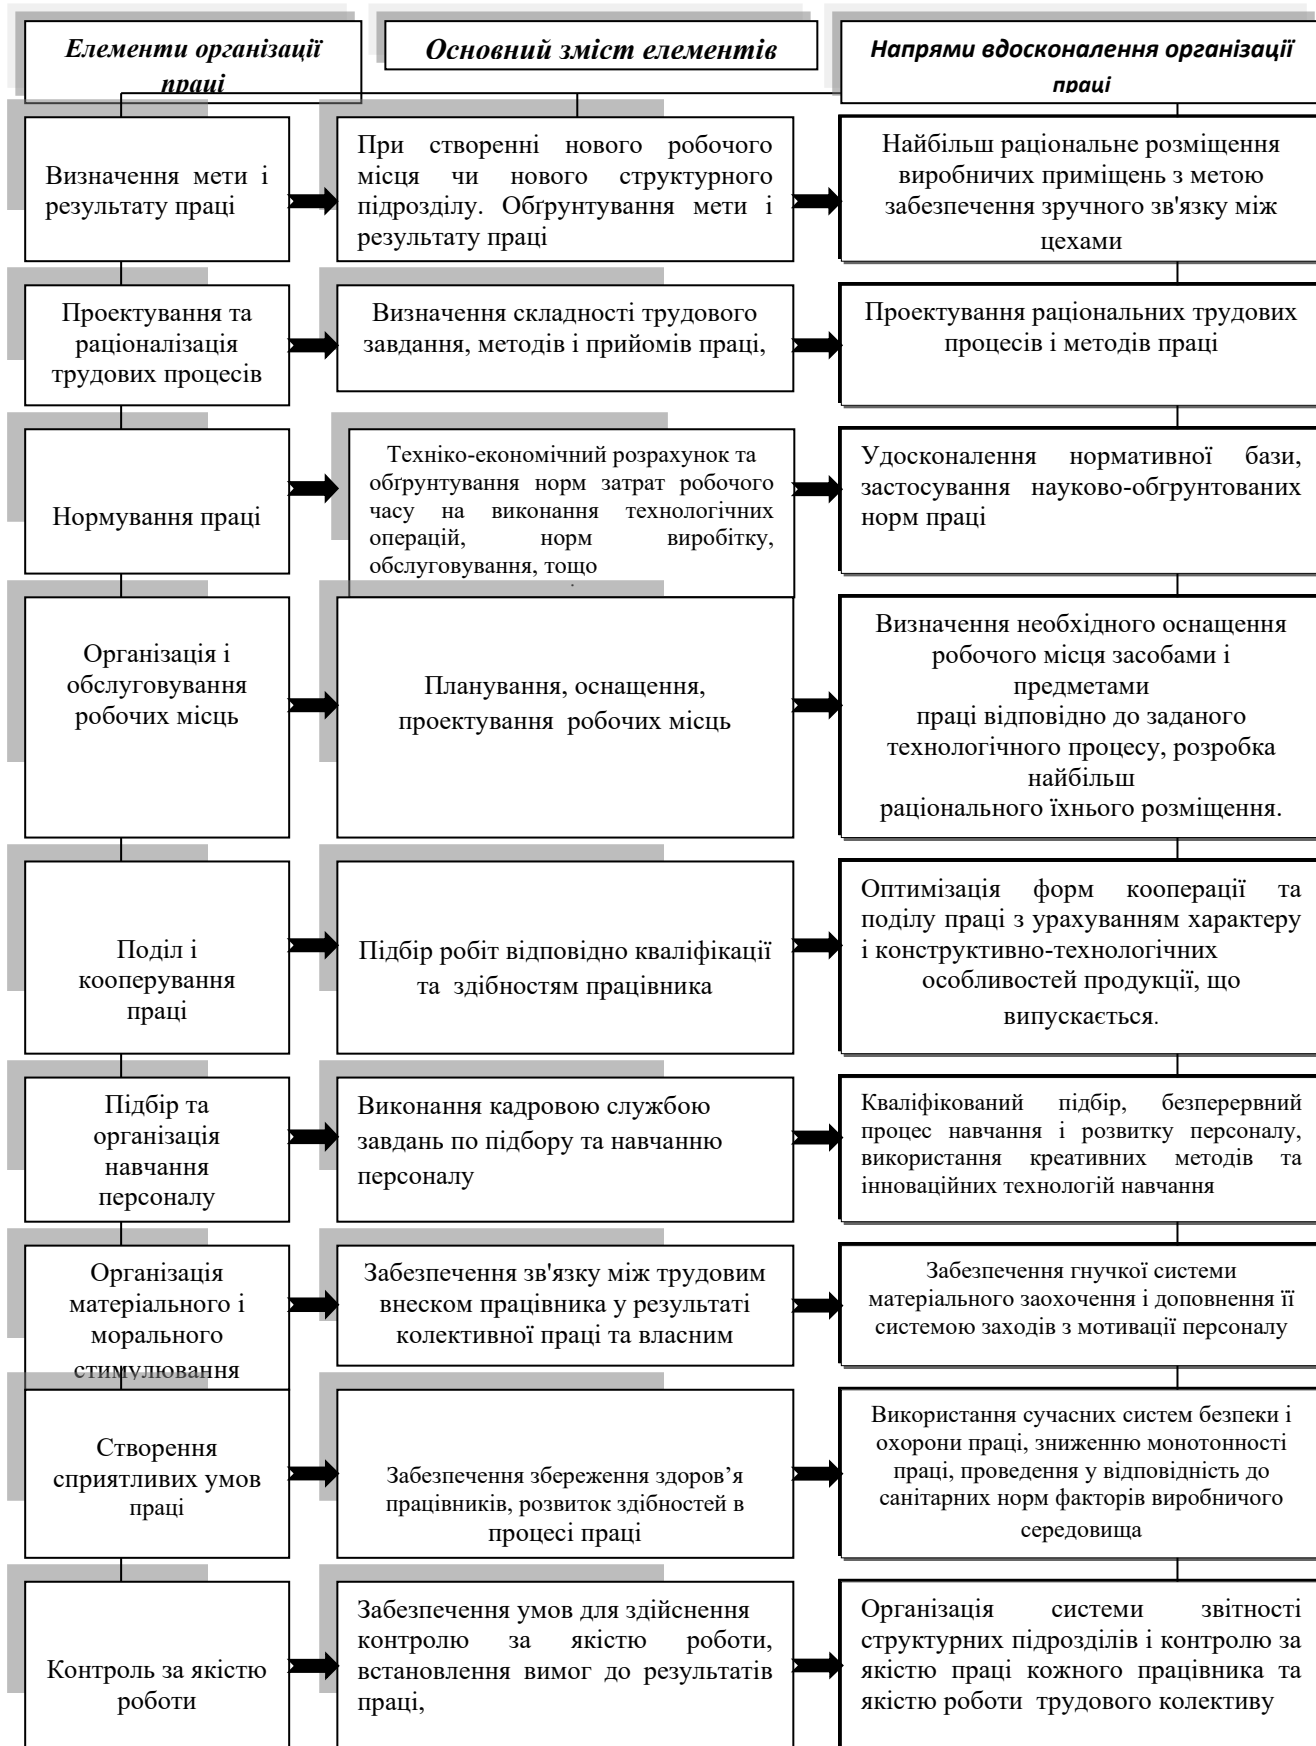 Елементи організації
праці
Основний зміст елементів
Напрями вдосконалення організації
праці
Визначення мети і
результату праці
При створенні нового робочого
місця чи нового структурного
підрозділу. Обґрунтування мети і
результату праці
Найбільш раціональне розміщення
виробничих приміщень з метою
забезпечення зручного зв'язку між
цехами
Проектування та
раціоналізація
трудових процесів
Визначення складності трудового
завдання, методів і прийомів праці,
Проектування раціональних трудових
процесів і методів праці
Нормування праці
Техніко-економічний розрахунок та
обґрунтування норм затрат робочого
часу на виконання технологічних
операцій, норм виробітку,
обслуговування, тощо
Удосконалення нормативної бази,
застосування науково-обгрунтованих
норм праці
Організація і
обслуговування
робочих місць
Планування, оснащення,
проектування робочих місць
Визначення необхідного оснащення
робочого місця засобами і
предметами
праці відповідно до заданого
технологічного процесу, розробка
найбільш
раціонального їхнього розміщення.
Поділ і
кооперування
праці
Підбір робіт відповідно кваліфікації
та здібностям працівника
Оптимізація форм кооперації та
поділу праці з урахуванням характеру
і конструктивно-технологічних
особливостей продукції, що
випускається.
Підбір та
організація
навчання
персоналу
Виконання кадровою службою
завдань по підбору та навчанню
персоналу
Кваліфікований підбір, безперервний
процес навчання і розвитку персоналу,
використання креативних методів та
інноваційних технологій навчання
Організація
матеріального і
морального
стимулювання
Забезпечення зв'язку між трудовим
внеском працівника у результаті
колективної праці та власним
Забезпечення гнучкої системи
матеріального заохочення і доповнення її
системою заходів з мотивації персоналу
Створення
сприятливих умов
праці
Забезпечення збереження здоров’я
працівників, розвиток здібностей в
процесі праці
Використання сучасних систем безпеки і
охорони праці, зниженню монотонності
праці, проведення у відповідність до
санітарних норм факторів виробничого
середовища
Контроль за якістю
роботи
Забезпечення умов для здійснення
контролю за якістю роботи,
встановлення вимог до результатів
праці,
Організація системи звітності
структурних підрозділів і контролю за
якістю праці кожного працівника та
якістю роботи трудового колективу